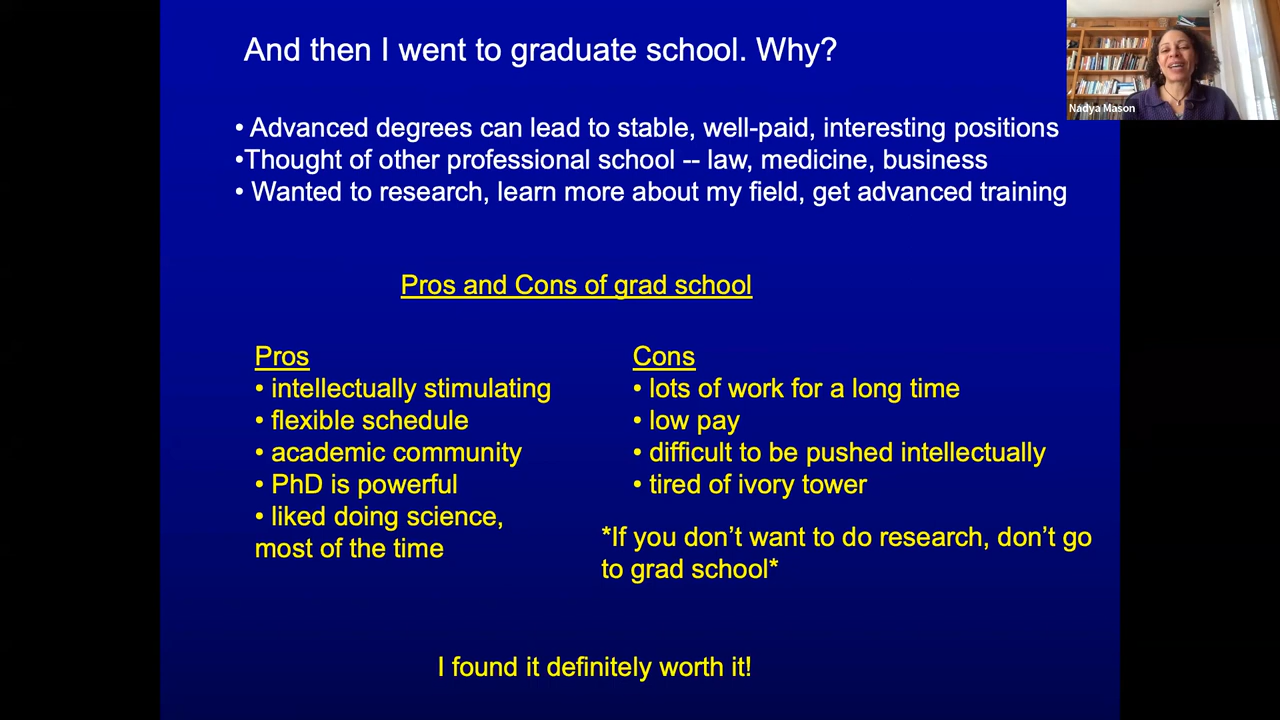 And then I went to graduate school. Why?
Nadya Mason
• Advanced degrees can lead to stable, well-paid, interesting positions
•Thought of other professional school -- law, medicine, business
• Wanted to research, learn more about my field, get advanced training
Pros and Cons of grad school
Pros
• intellectually stimulating
• flexible schedule
• academic community
• PhD is powerful
• liked doing science,
most of the time
Cons
• lots of work for a long time
• low pay
• difficult to be pushed intellectually
• tired of ivory tower
*If you don’t want to do research, don’t go
to grad school*
I found it definitely worth it!